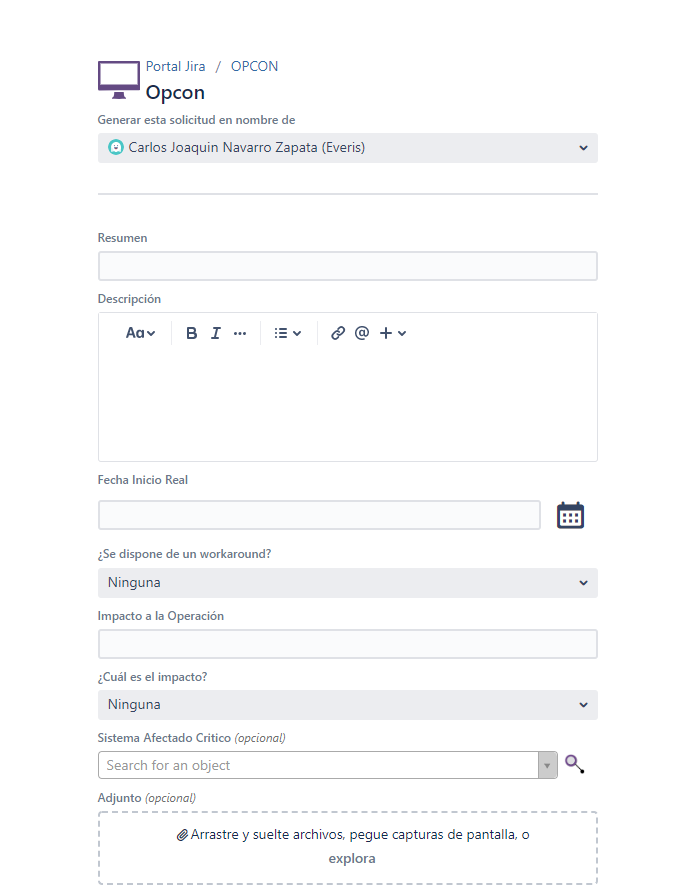 Portal Jira / OPCON
Opcon
Generar esta solicitud en nombre de
Carlos Joaquin Navarro Zapata (Everis)
Resumen
Descripción
Aa B I ••• @ +
Fecha Inicio Real
¿Se dispone de un workaround?
Ninguna
Impacto a la Operación
¿Cuál es el impacto?
Ninguna
Sistema Afectado Critico (opcional)
Search for an object
Adjunto (opcional)
Arrastre y suelte archivos, pegue capturas de pantalla, o
explora